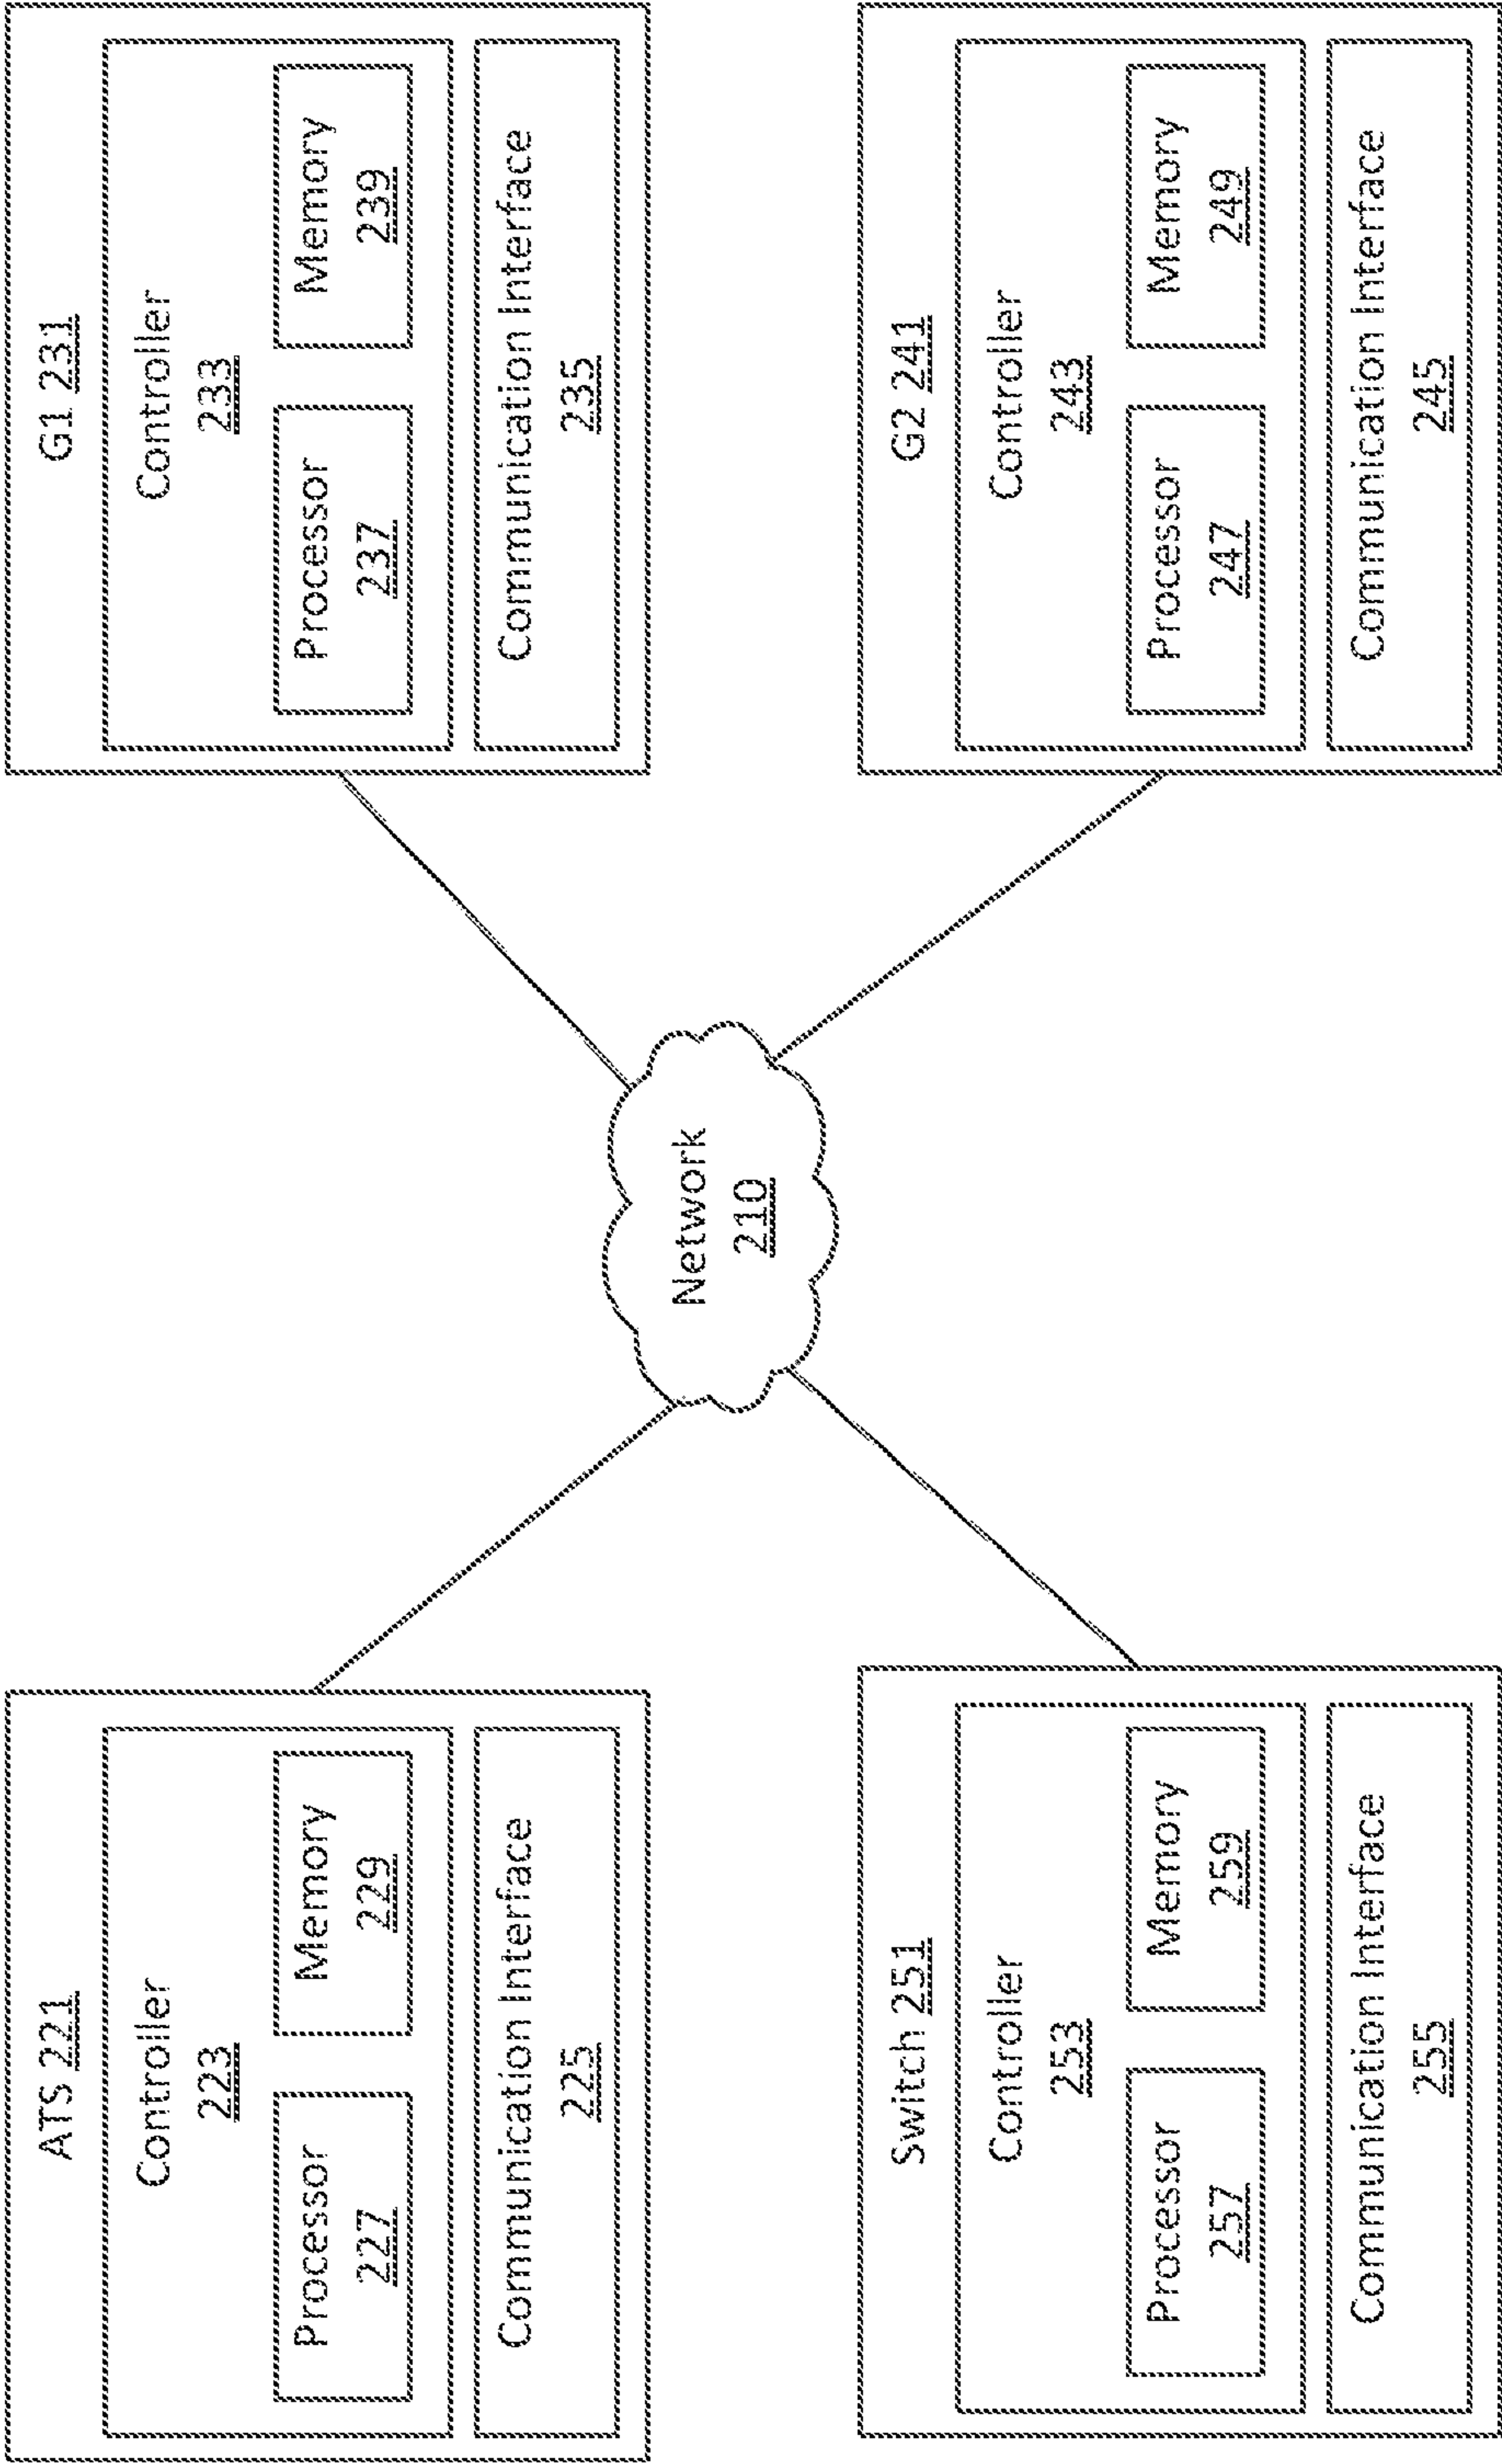 ATS 221
Controller
223
Processor
227
Memory
229
Communication Interface
225
G1 231
Controller
233
Processor
237
Memory
239
Communication Interface
235
Network
210
Switch 251
Controller
253
Processor
257
Memory
259
Communication Interface
255
G2 241
Controller
243
Processor
247
Memory
249
Communication Interface
245